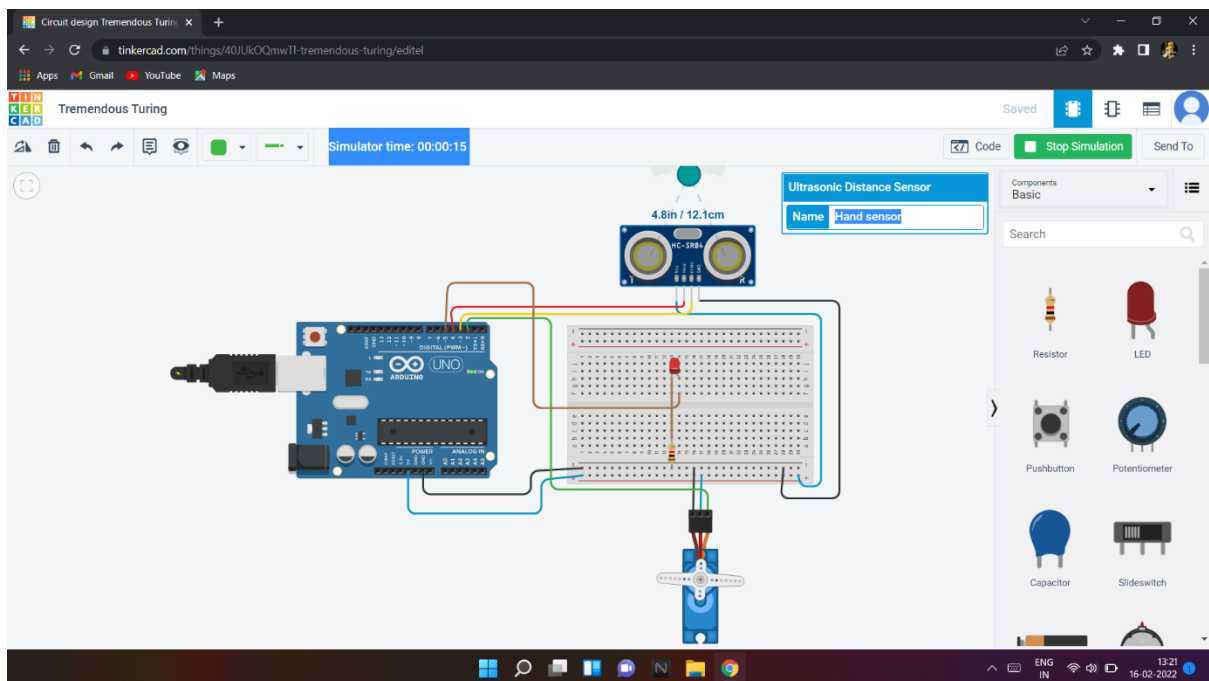 Circuit design Tremendous Turing
tinkercad.com/things/40JUkOQmwTl-tremendous-turing/editel
Apps Gmail YouTube Maps
TIN
KER
CAD
Tremendous Turing
Saved
Simulator time: 00:00:15
Code
Stop Simulation
Send To
Ultrasonic Distance Sensor
Name Hand sensor
4.8in / 12.1cm
HC-SR04
T R
Components
Basic
Search
DIGITAL (PWM~)
ARDUINO
UNO
ON
POWER
ANALOG IN
Resistor
LED
Pushbutton
Potentiometer
Capacitor
Slideswitch
ENG
IN
13:21
16-02-2022
1